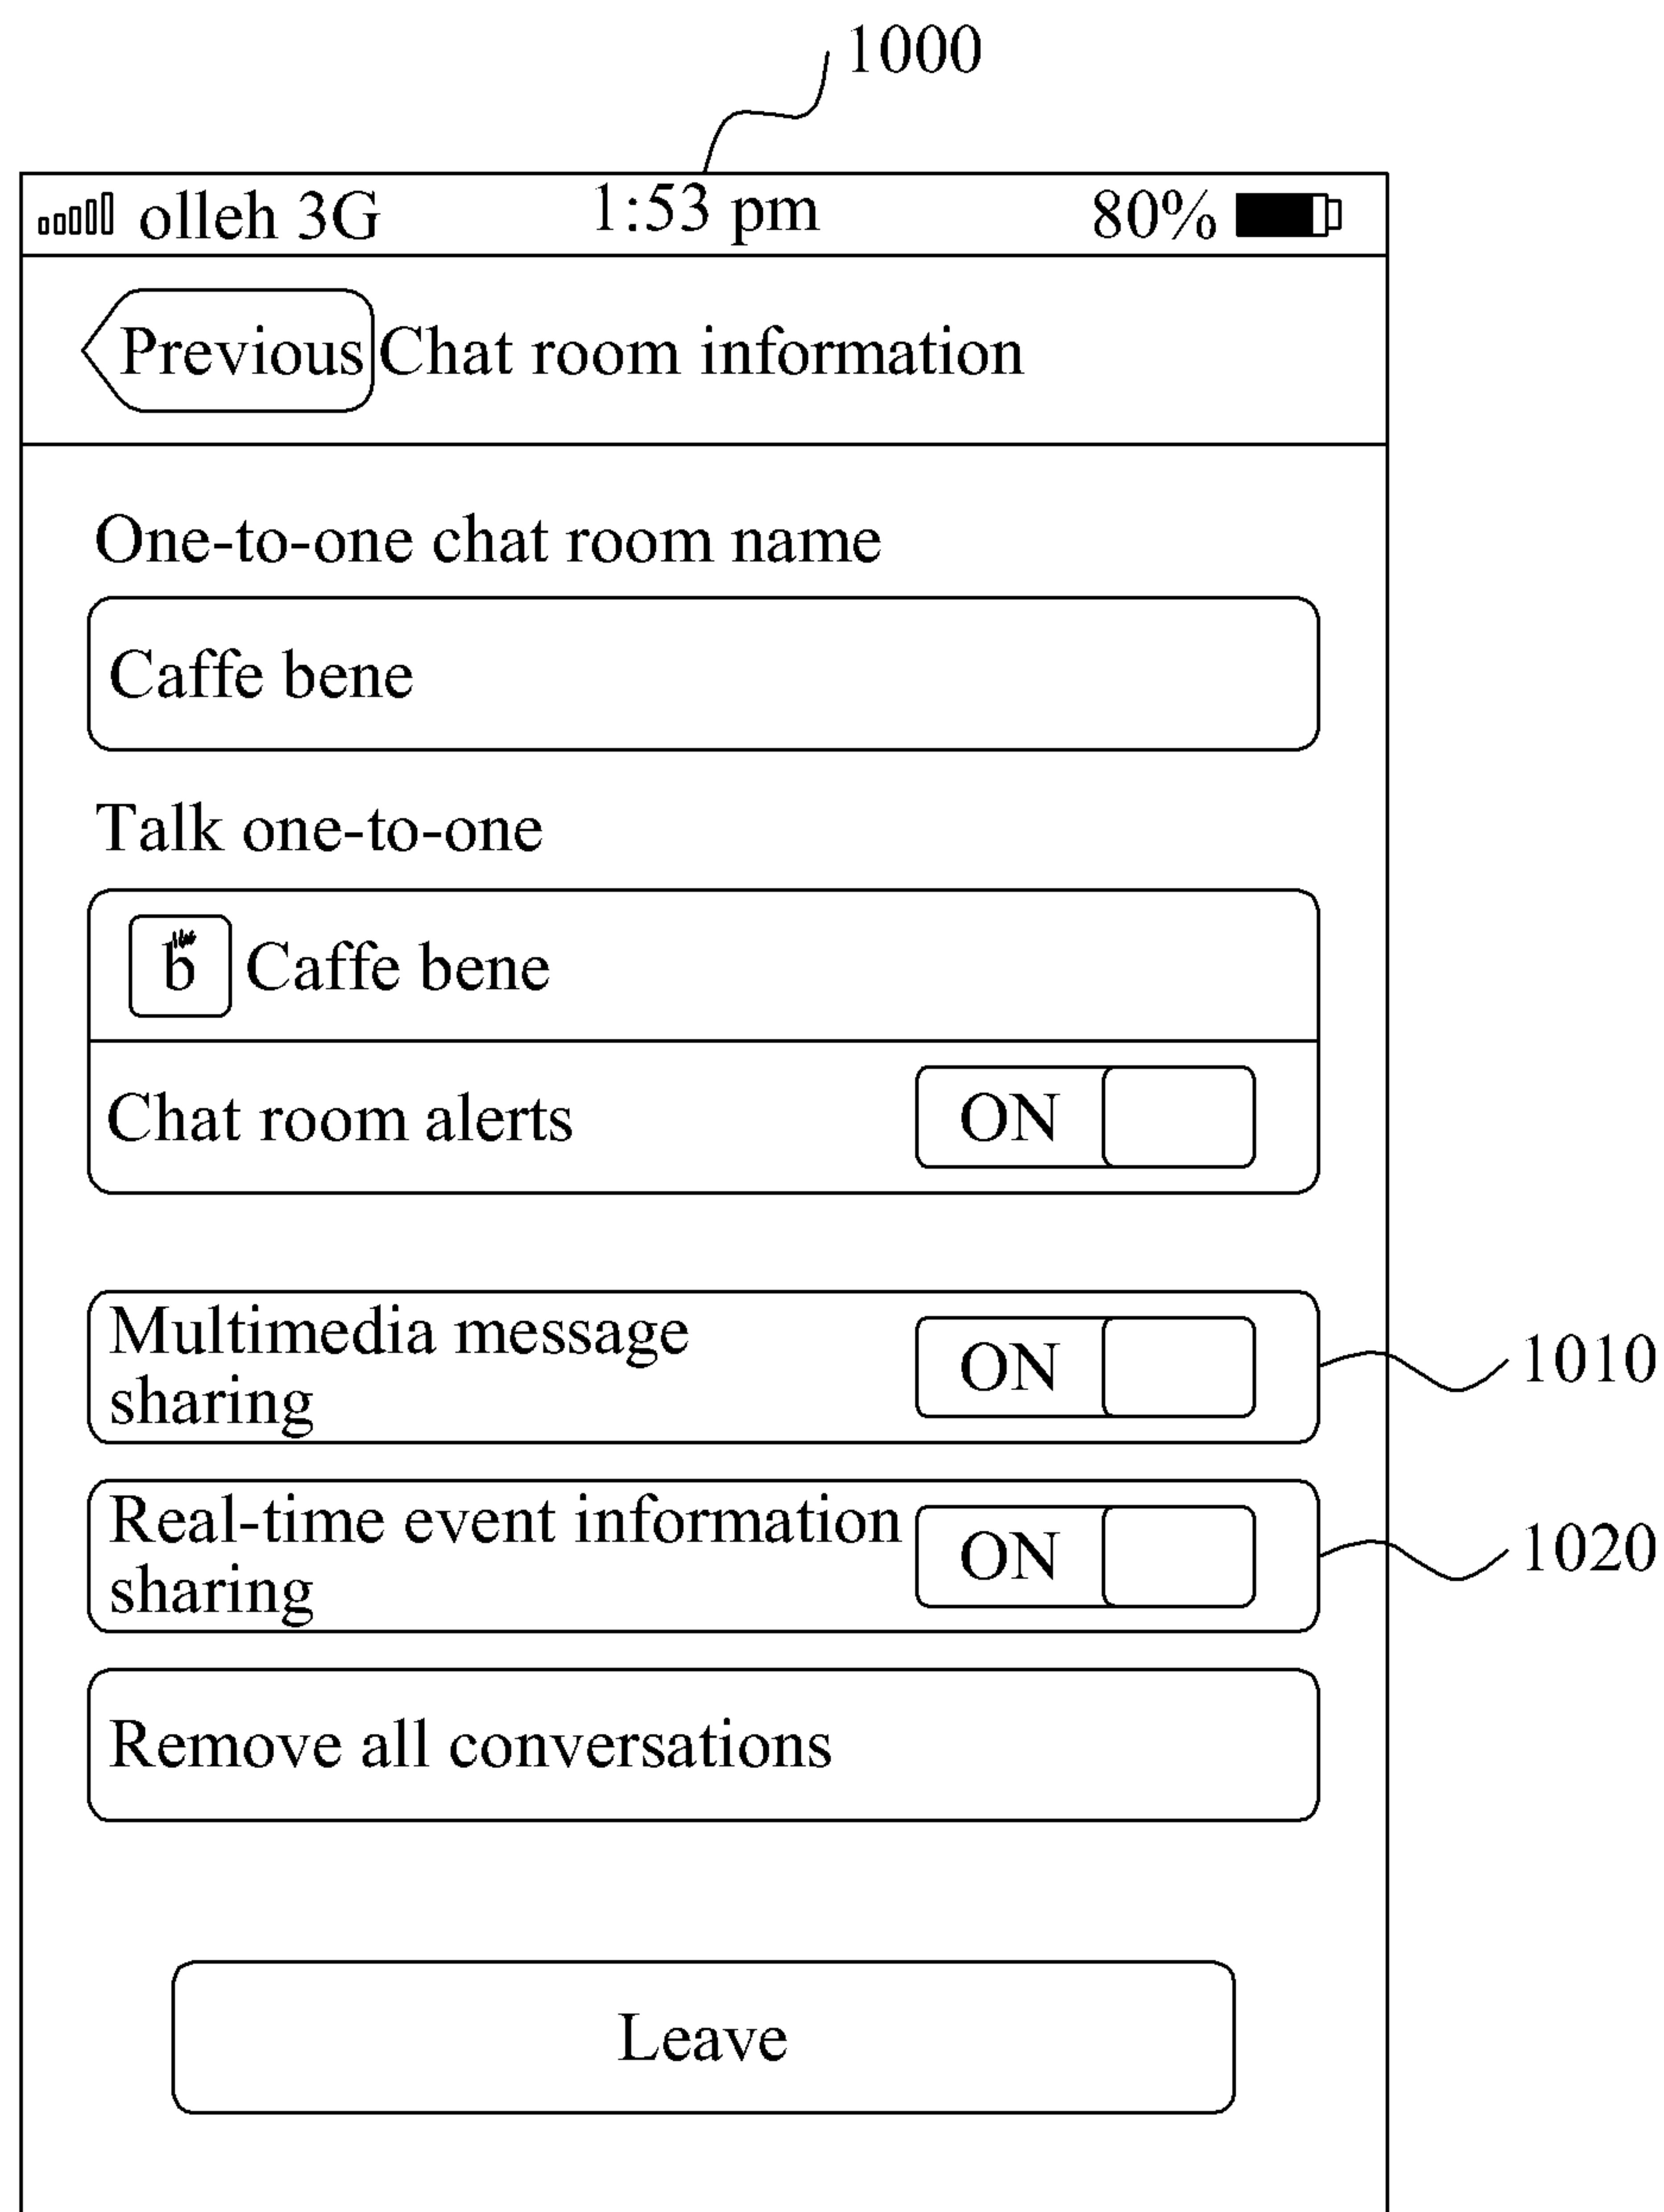 1000
olleh 3G 1:53 pm 80%
Previous Chat room information
One-to-one chat room name
Caffe bene
Talk one-to-one
b Caffe bene
Chat room alerts ON
Multimedia message
sharing
ON
1010
Real-time event information
sharing
ON
1020
Remove all conversations
Leave